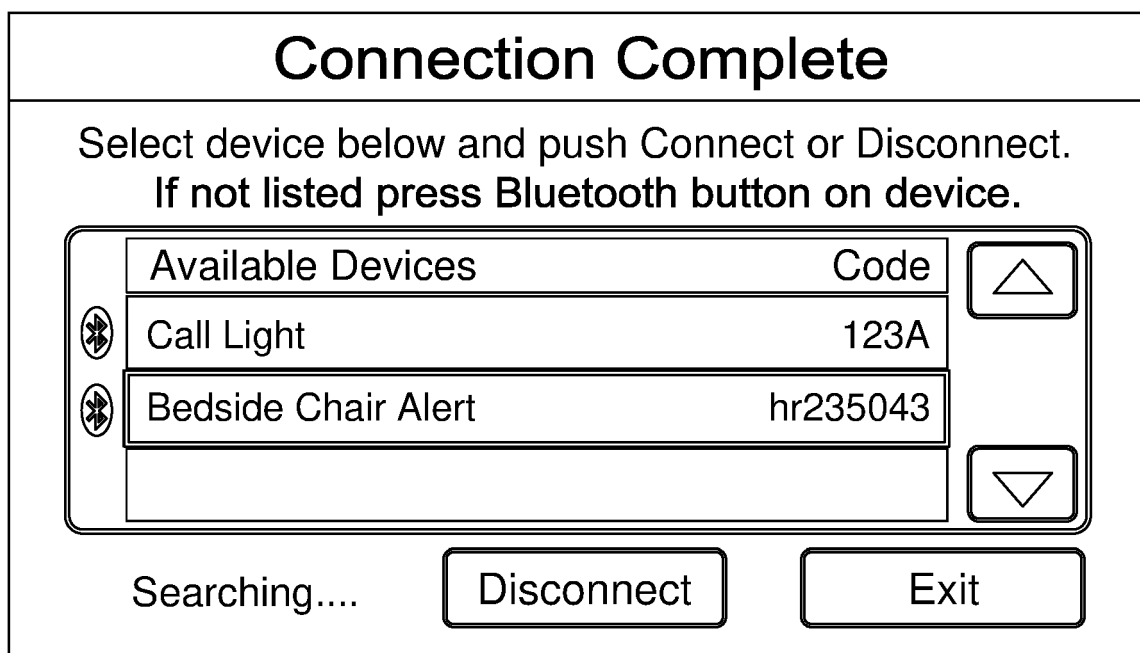 Connection Complete
Select device below and push Connect or Disconnect.
If not listed press Bluetooth button on device.
Available Devices Code
Call Light 123A
Bedside Chair Alert hr235043
Searching.... Disconnect Exit